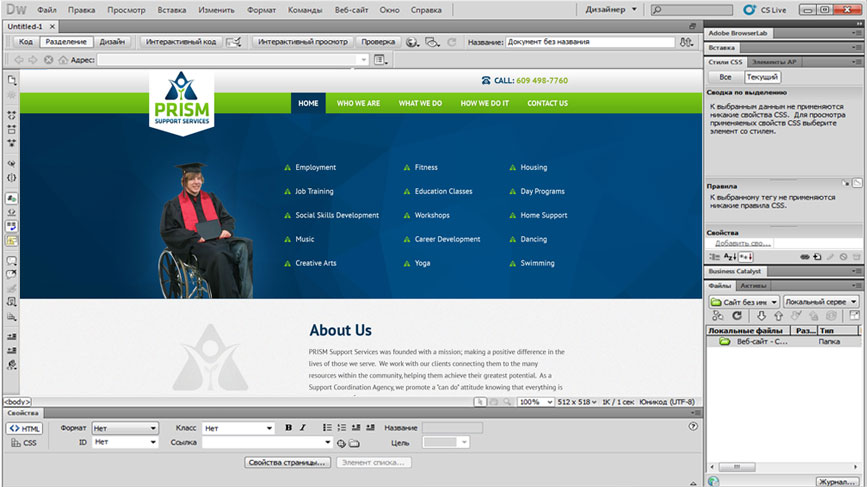 Dw Файл Правка Просмотр Вставка Изменить Формат Команды Веб-сайт Окно Справка Дизайнер CS Live
Untitled-1
Код Разделение Дизайн Интерактивный код Интерактивный просмотр Проверка Название: Документ без названия
Адрес:
CALL: 609 498-7760
PRISM
SUPPORT SERVICES
HOME WHO WE ARE WHAT WE DO HOW WE DO IT CONTACT US
Employment Fitness Housing
Job Training Education Classes Day Programs
Social Skills Development Workshops Home Support
Music Career Development Dancing
Creative Arts Yoga Swimming
About Us
PRISM Support Services was founded with a mission; making a positive difference in the
lives of those we serve. We work with our clients connecting them to the many
resources within the community, helping them achieve their greatest potential. As a
Support Coordination Agency, we promote a "can do" attitude knowing that everything is
<body> 100% 512 x 518 1K / 1 сек Юникод (UTF-8)
Свойства
HTML Формат Нет Класс Нет B I Название
CSS ID Нет Ссылка Цель
Свойства страницы... Элемент списка...
Adobe BrowserLab
Вставка
Стили CSS Элементы AP
Все Текущий
Сводка по выделению
К выбранным данным не применяются
никакие свойства CSS. Для просмотра
применяемых свойств CSS выберите
элемент со стилем.
Правила
К выбранному тегу не применяются
никакие правила CSS.
Свойства
Добавить сво...
Business Catalyst
Файлы Активы
Сайт без им Локальный серве
Локальные файлы Раз... Тип
Веб-сайт - С... Папка
Журнал...